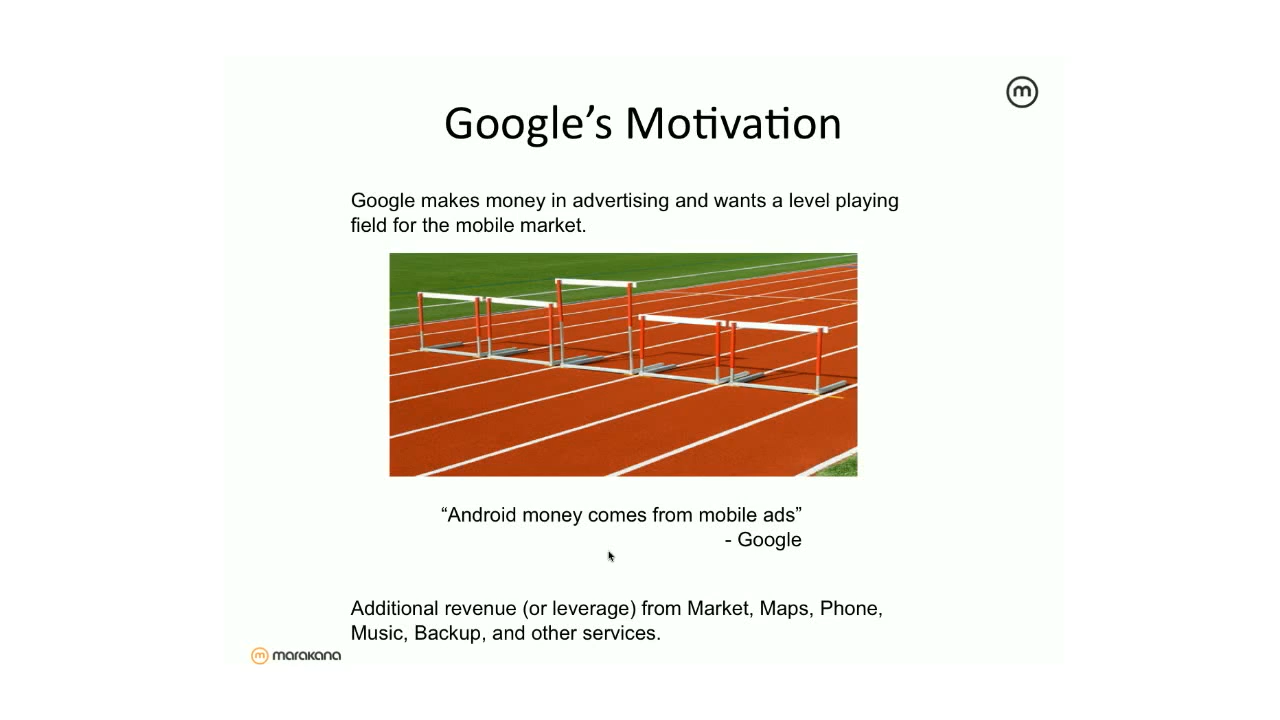 m
Google's Motivation
Google makes money in advertising and wants a level playing
field for the mobile market.
“Android money comes from mobile ads”
- Google
Additional revenue (or leverage) from Market, Maps, Phone,
Music, Backup, and other services.
m marakana